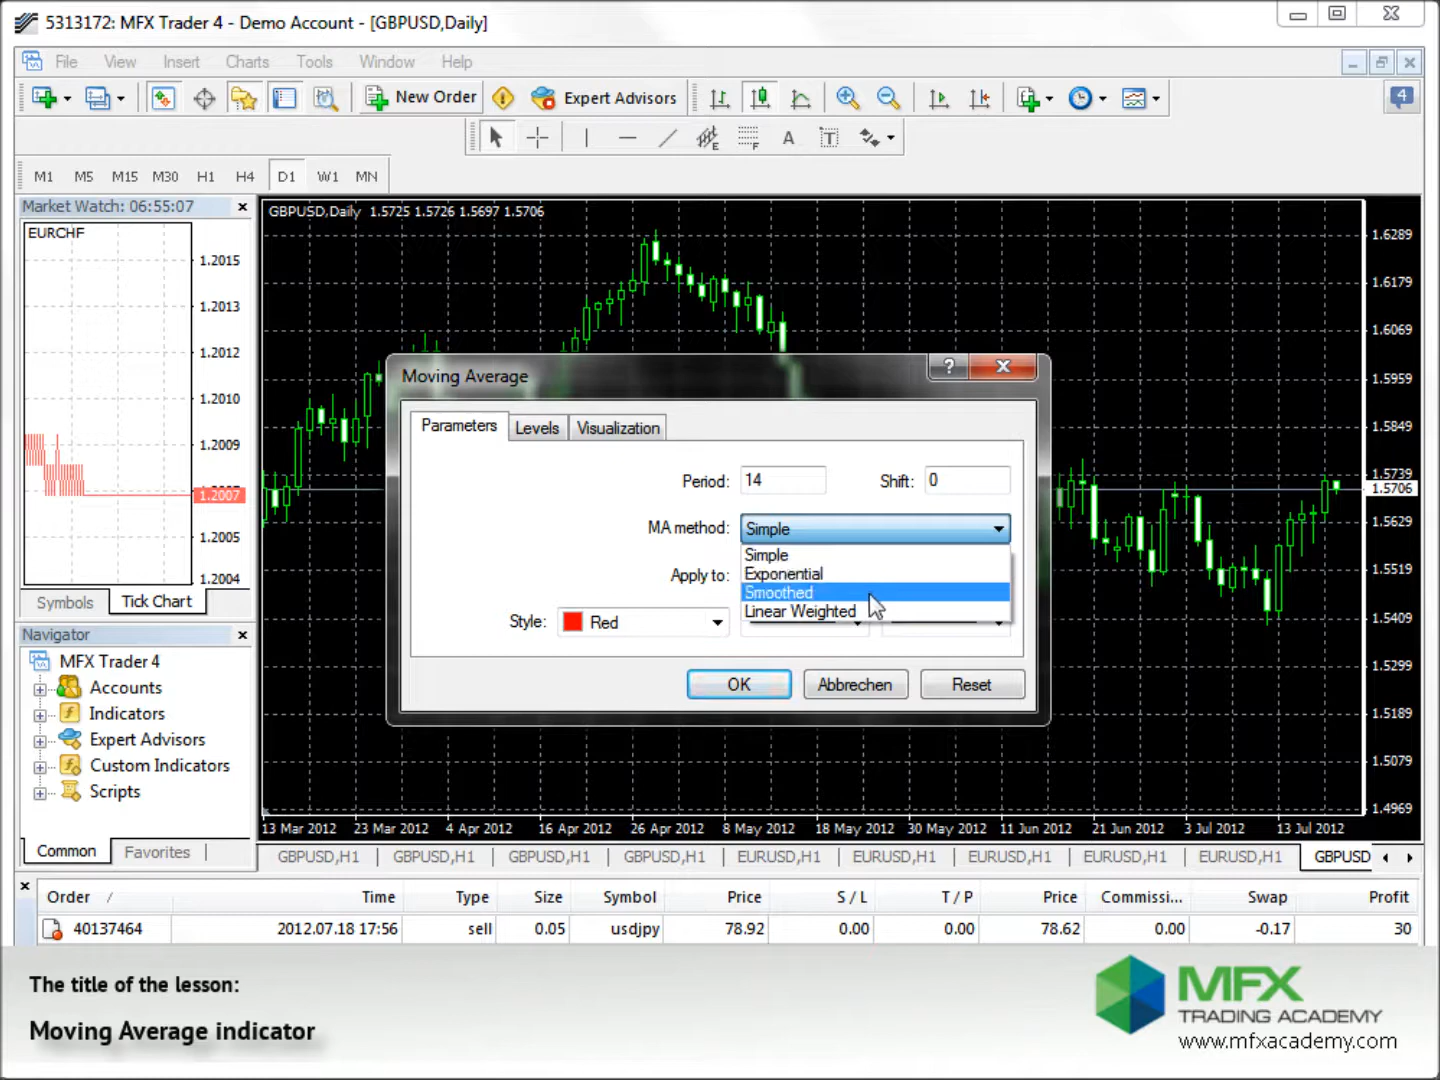 5313172: MFX Trader 4 - Demo Account - [GBPUSD,Daily]
File View Insert Charts Tools Window Help
New Order Expert Advisors 4
E F A T
M1 M5 M15 M30 H1 H4 D1 W1 MN
Market Watch: 06:55:07
EURCHF
1.2015
1.2013
1.2012
1.2010
1.2009
1.2007
1.2005
1.2004
Symbols Tick Chart
Navigator
MFX Trader 4
Accounts
Indicators
Expert Advisors
Custom Indicators
Scripts
Common Favorites
GBPUSD,Daily 1.5725 1.5726 1.5697 1.5706
1.6289
1.6179
1.6069
1.5959
1.5849
1.5739
1.5706
1.5629
1.5519
1.5409
1.5299
1.5189
1.5079
1.4969
Moving Average
Parameters Levels Visualization
Period: 14 Shift: 0
MA method: Simple
Simple
Exponential
Smoothed
Linear Weighted
Apply to:
Style: Red
OK Abbrechen Reset
13 Mar 2012 23 Mar 2012 4 Apr 2012 16 Apr 2012 26 Apr 2012 8 May 2012 18 May 2012 30 May 2012 11 Jun 2012 21 Jun 2012 3 Jul 2012 13 Jul 2012
GBPUSD,H1 GBPUSD,H1 GBPUSD,H1 GBPUSD,H1 EURUSD,H1 EURUSD,H1 EURUSD,H1 EURUSD,H1 EURUSD,H1 GBPUSD
Order / Time Type Size Symbol Price S / L T / P Price Commissi... Swap Profit
40137464 2012.07.18 17:56 sell 0.05 usdjpy 78.92 0.00 0.00 78.62 0.00 -0.17 30
The title of the lesson:
Moving Average indicator
MFX
TRADING ACADEMY
www.mfxacademy.com